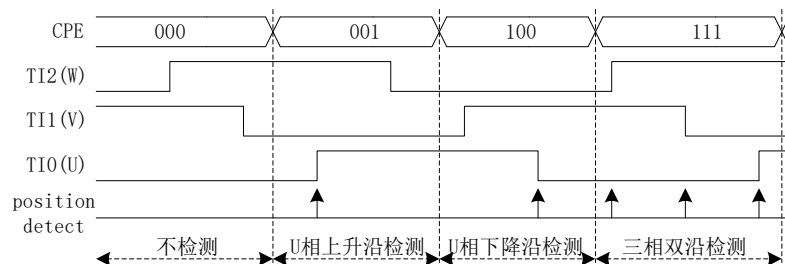 CPE 000 001 100 111
TI2(W)
TI1(V)
TI0(U)
position
detect
不检测 U相上升沿检测 U相下降沿检测 三相双沿检测